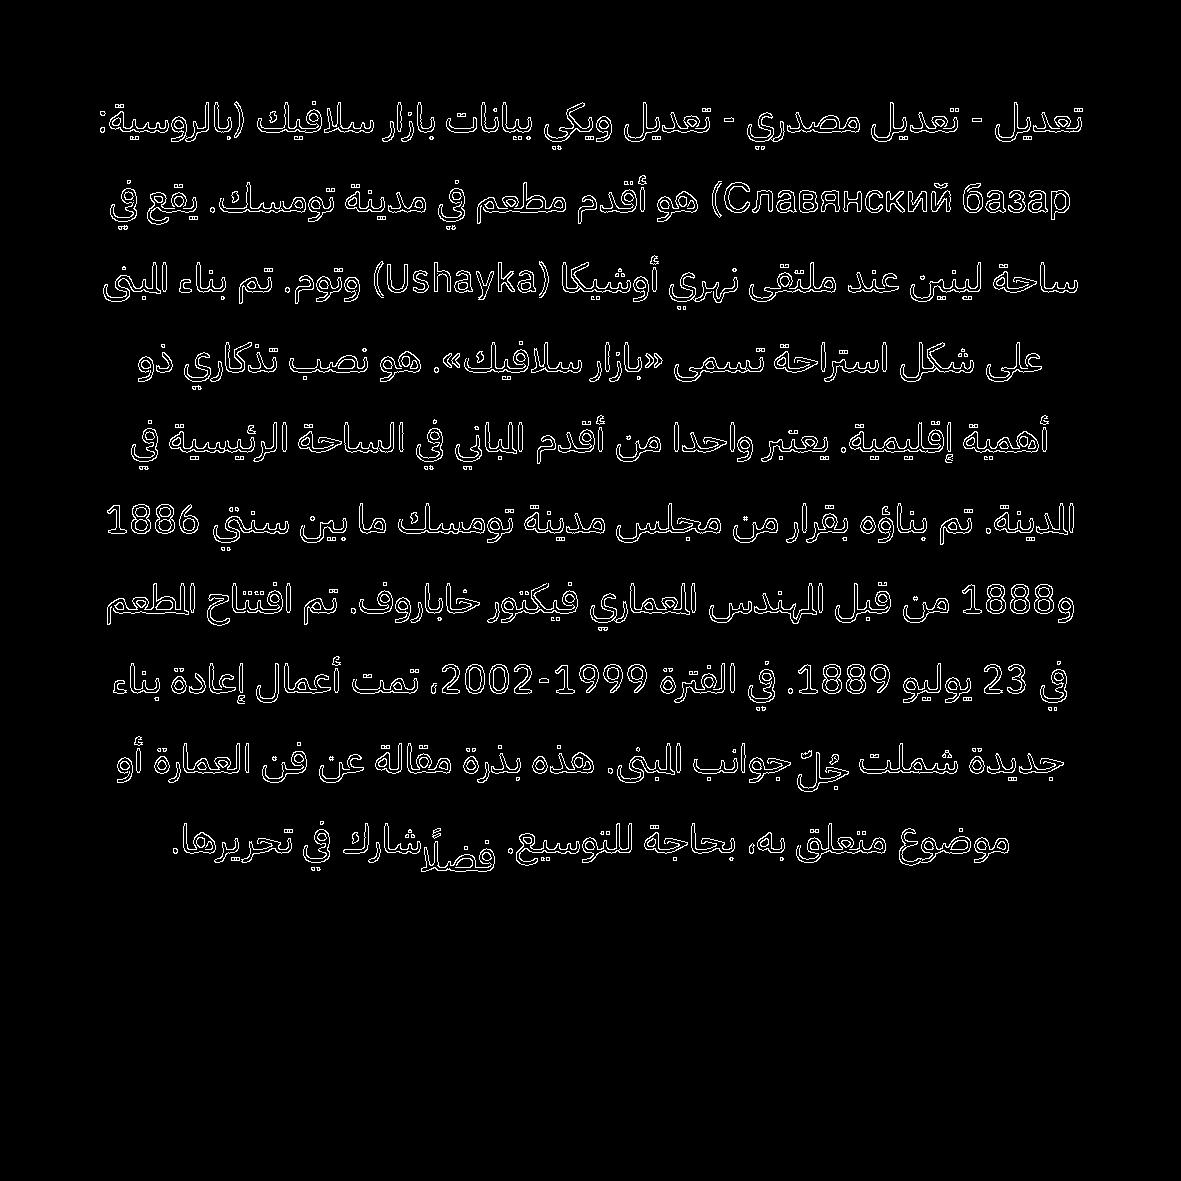 تعديل - تعديل مصدري - تعديل ويكي بيانات بازار سلافيك (بالروسية:
Славянский базар) هو أقدم مطعم في مدينة تومسك. يقع في
ساحة لينين عند ملتقى نهري أوشيكا (Ushayka) وتوم. تم بناء المبنى
على شكل استراحة تسمى «بازار سلافيك». هو نصب تذكاري ذو
أهمية إقليمية. يعتبر واحدا من أقدم المباني في الساحة الرئيسية في
المدينة. تم بناؤه بقرار من مجلس مدينة تومسك ما بين سنتي 1886
و1888 من قبل المهندس المعماري فيكتور خاباروف. تم افتتاح المطعم
في 23 يوليو 1889. في الفترة 1999-2002، تمت أعمال إعادة بناء
جديدة شملت جُلّ جوانب المبنى. هذه بذرة مقالة عن فن العمارة أو
موضوع متعلق به، بحاجة للتوسيع. فضلًا شارك في تحريرها.